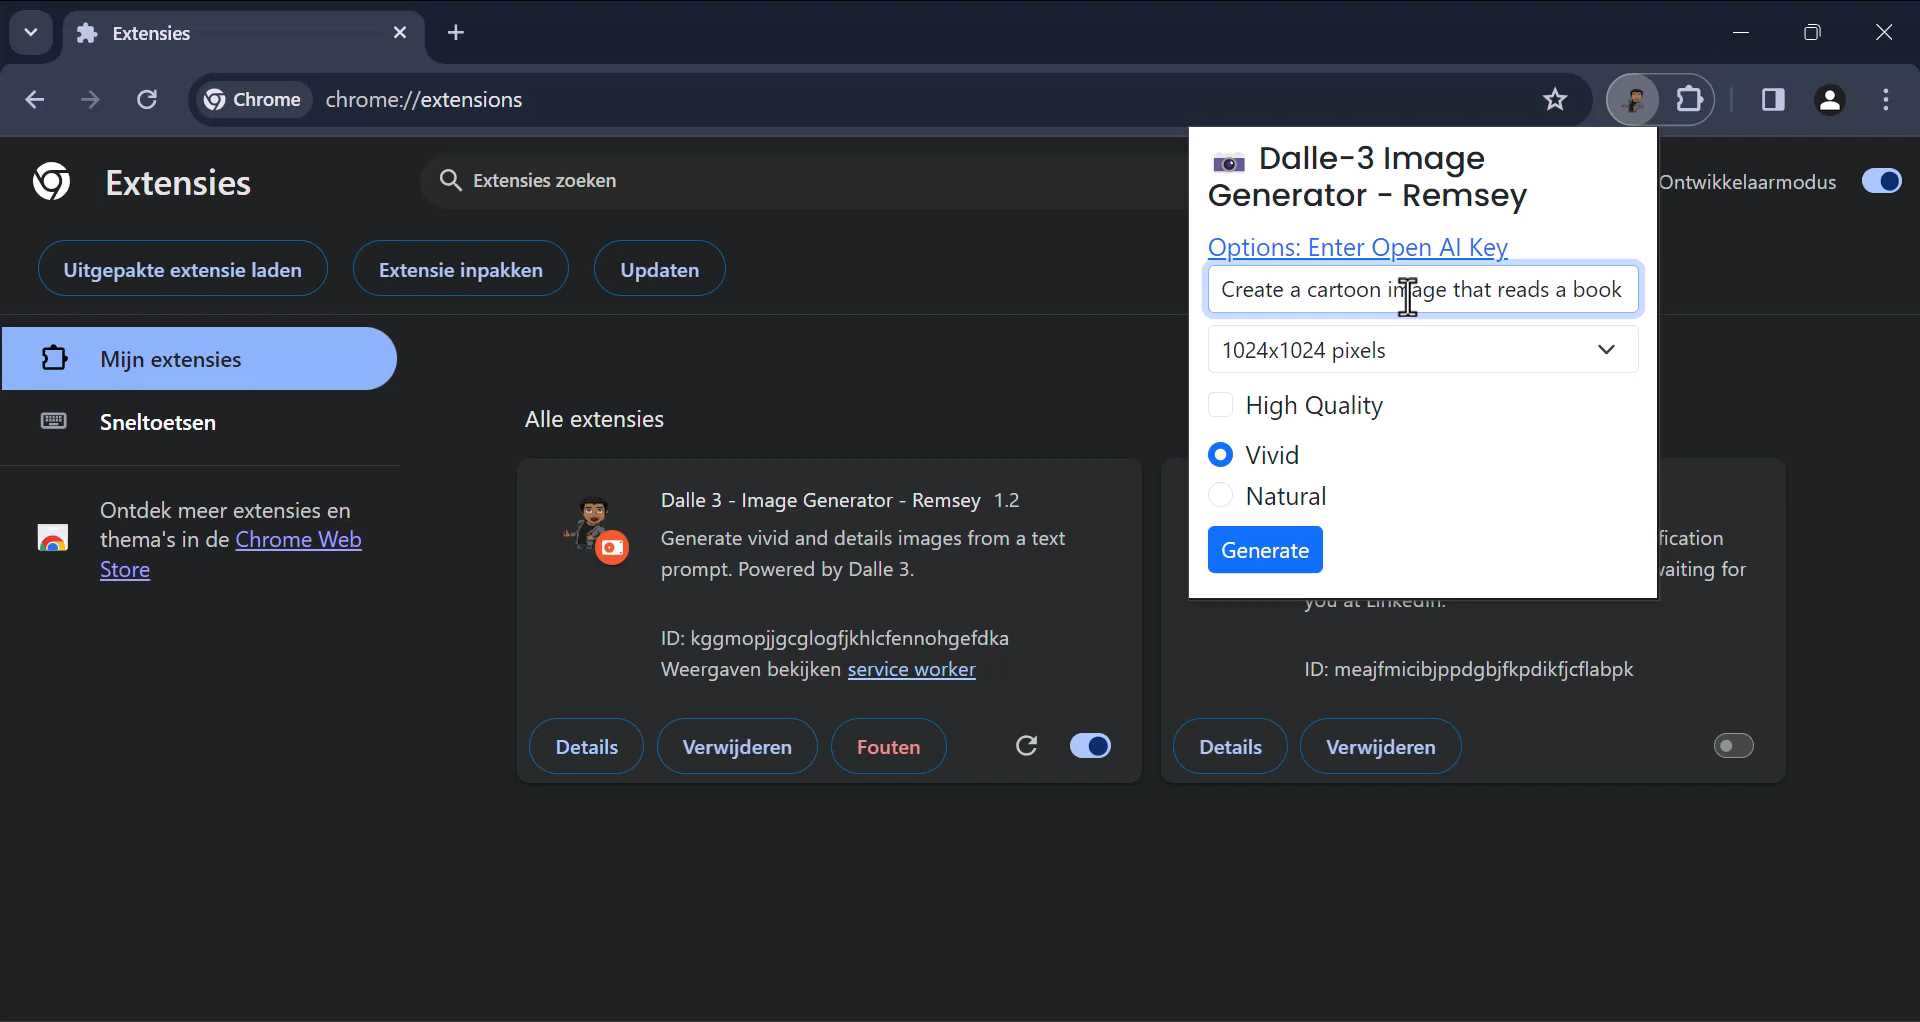 Extensies
Chrome
chrome://extensions
Extensies
Extensies zoeken
Ontwikkelaarmodus
Uitgepakte extensie laden
Extensie inpakken
Updaten
Mijn extensies
Sneltoetsen
Ontdek meer extensies en
thema's in de Chrome Web
Store
Alle extensies
Dalle 3 - Image Generator - Remsey 1.2
Generate vivid and details images from a text
prompt. Powered by Dalle 3.
ID: kggmopjjgcglogfjkhlcfennohgefdka
Weergaven bekijken service worker
Details
Verwijderen
Fouten
Dalle-3 Image
Generator - Remsey
Options: Enter Open AI Key
Create a cartoon image that reads a book
1024x1024 pixels
High Quality
Vivid
Natural
Generate
fication
waiting for
you at LinkedIn.
ID: meajfmicibjppdgbjfkpdikfjcflabpk
Details
Verwijderen